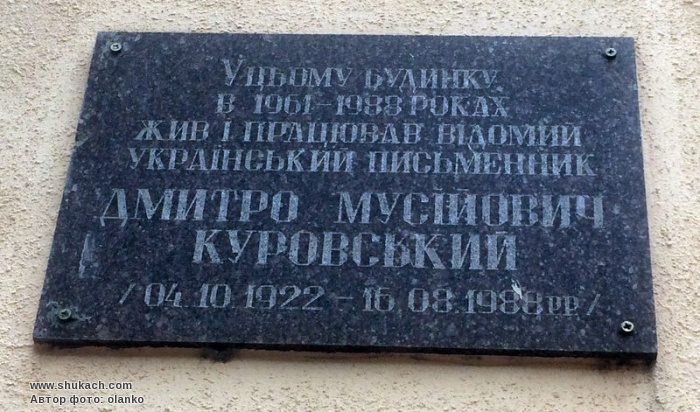 У ЦЬОМУ БУДИНКУ
В 1961–1988 РОКАХ
ЖИВ І ПРАЦЮВАВ ВІДОМИЙ
УКРАЇНСЬКИЙ ПИСЬМЕННИК
ДМИТРО МУСІЙОВИЧ
КУРОВСЬКИЙ
/ 04.10.1922 – 16.08.1988 рр. /
www.shukach.com
Автор фото: olanko